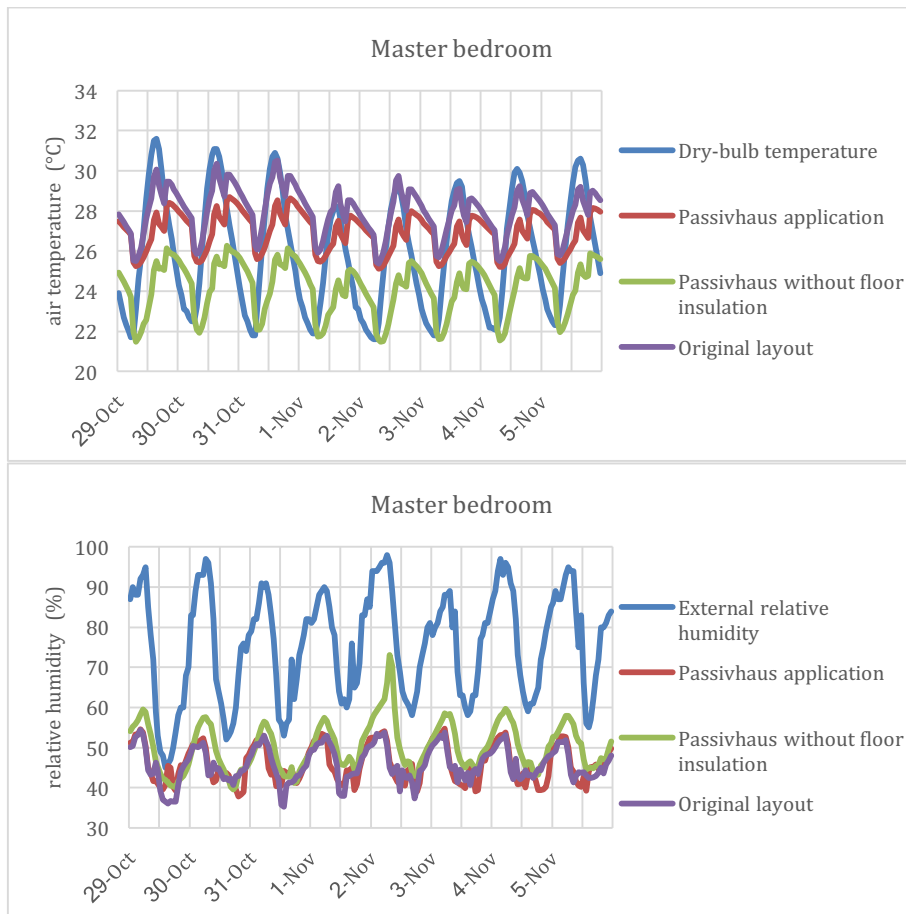 Master bedroom
air temperature (°C)
34
32
30
28
26
24
22
20
29-Oct
30-Oct
31-Oct
1-Nov
2-Nov
3-Nov
4-Nov
5-Nov
Dry-bulb temperature
Passivhaus application
Passivhaus without floor
insulation
Original layout
Master bedroom
relative humidity (%)
100
90
80
70
60
50
40
30
29-Oct
30-Oct
31-Oct
1-Nov
2-Nov
3-Nov
4-Nov
5-Nov
External relative
humidity
Passivhaus application
Passivhaus without floor
insulation
Original layout